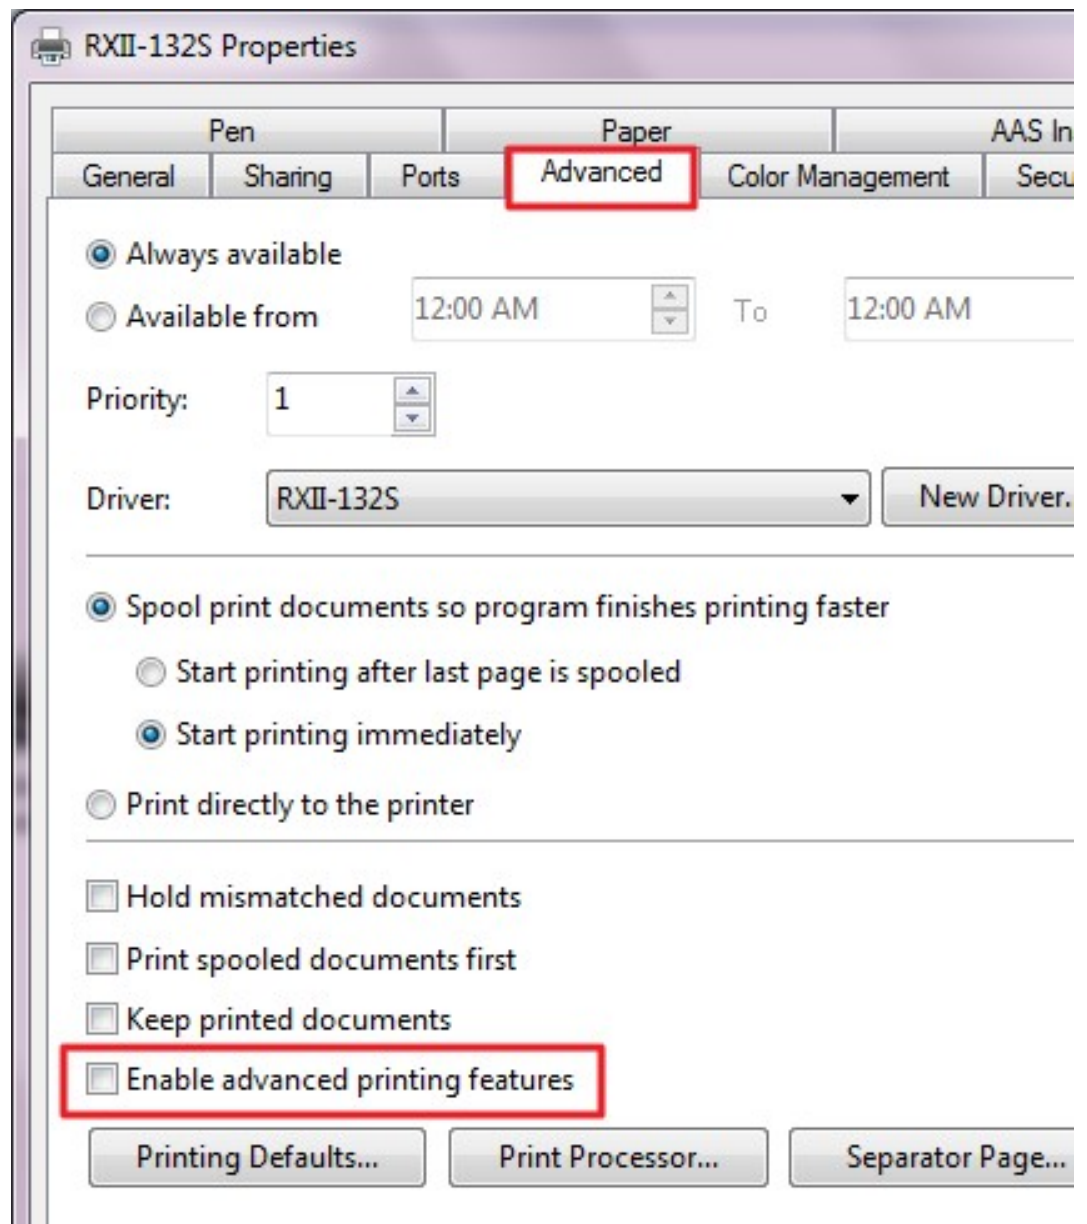 RXII-132S Properties
Pen Paper AAS In
General Sharing Ports Advanced Color Management Secu
Always available
Available from 12:00 AM To 12:00 AM
Priority: 1
Driver: RXII-132S New Driver.
Spool print documents so program finishes printing faster
Start printing after last page is spooled
Start printing immediately
Print directly to the printer
Hold mismatched documents
Print spooled documents first
Keep printed documents
Enable advanced printing features
Printing Defaults... Print Processor... Separator Page...